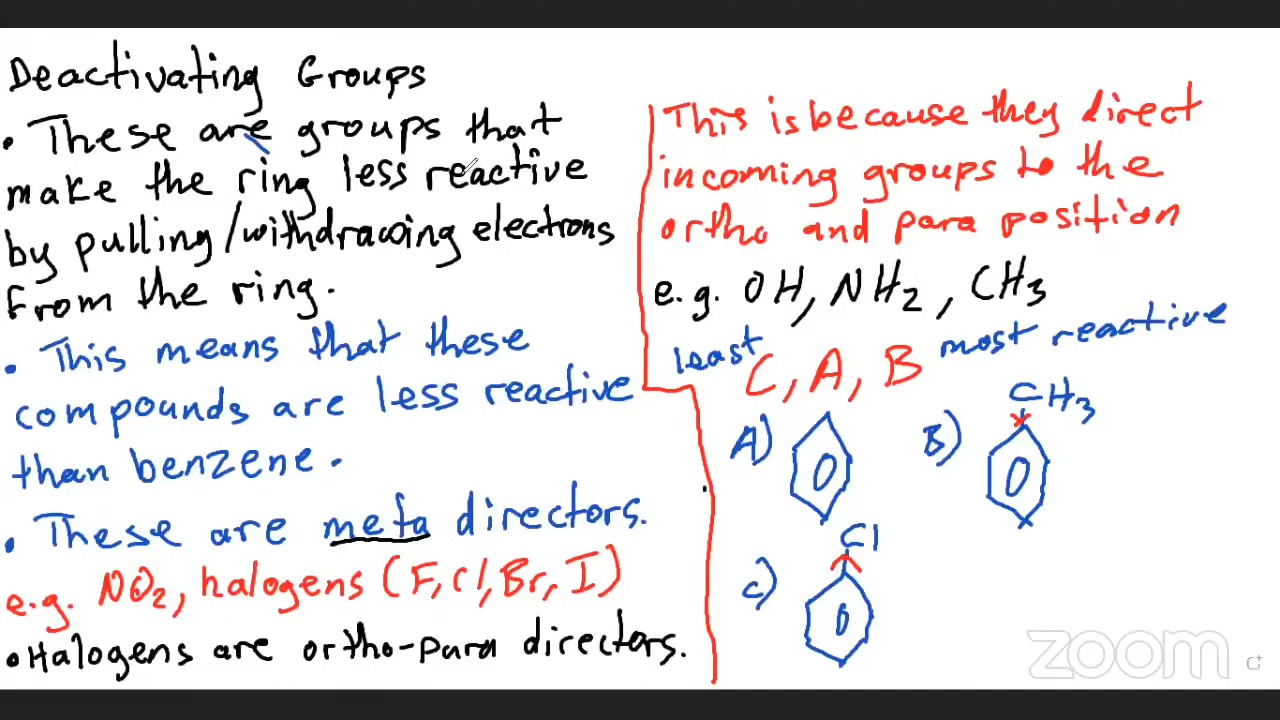 Deactivating Groups
• These are groups that
make the ring less reactive
by pulling/withdrawing electrons
from the ring.
• This means that these
compounds are less reactive
than benzene.
• These are meta directors.
e.g. NO2, halogens (F, Cl, Br, I)
• Halogens are ortho-para directors.
This is because they direct
incoming groups to the
ortho and para position
e.g. OH, NH2, CH3
least C, A, B most reactive
A)
B) CH3
C) Cl
zoom